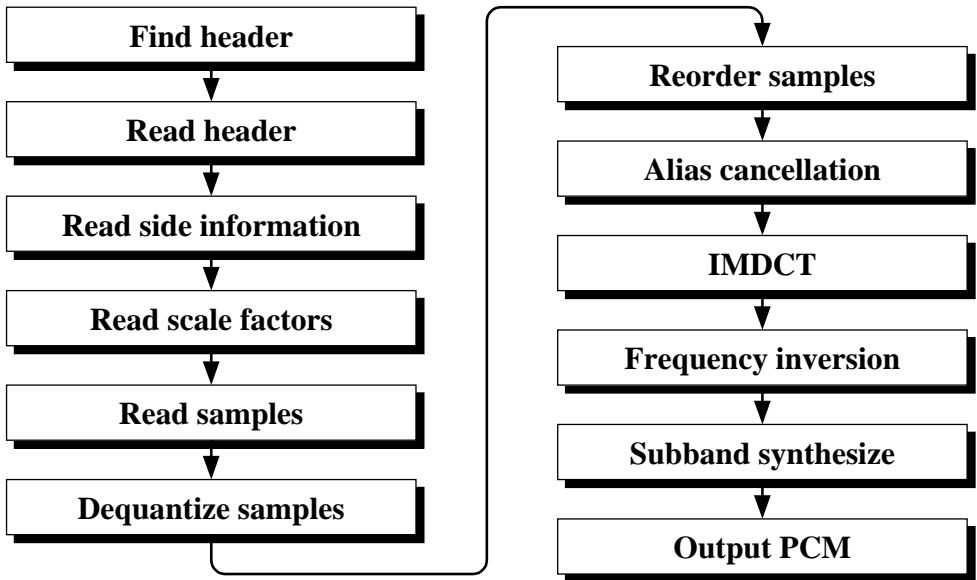 Find header
Read header
Read side information
Read scale factors
Read samples
Dequantize samples
Reorder samples
Alias cancellation
IMDCT
Frequency inversion
Subband synthesize
Output PCM